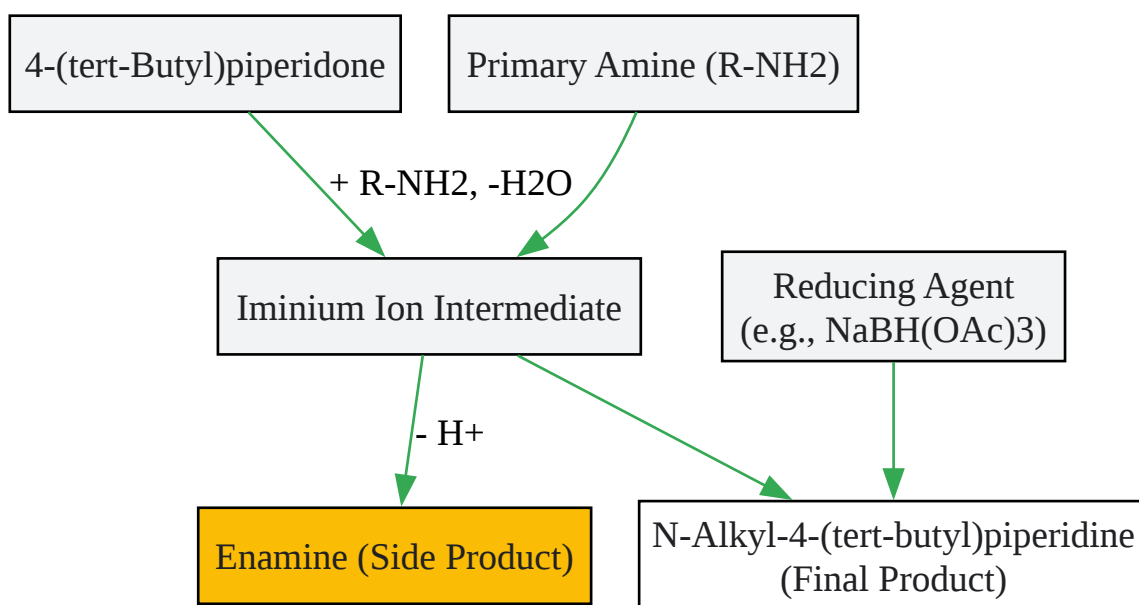 4-(tert-Butyl)piperidone
Primary Amine (R-NH2)
+ R-NH2, -H2O
Iminium Ion Intermediate
Reducing Agent
(e.g., NaBH(OAc)3)
- H+
Enamine (Side Product)
N-Alkyl-4-(tert-butyl)piperidine
(Final Product)